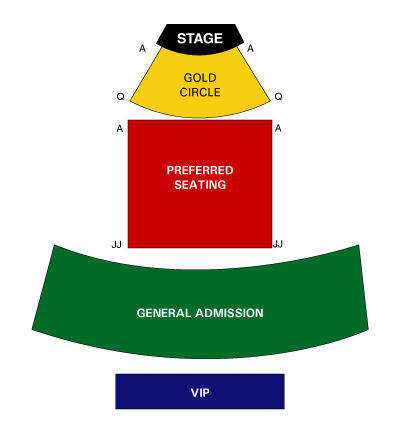 STAGE
A A
GOLD
CIRCLE
Q Q
A A
PREFERRED
SEATING
JJ JJ
GENERAL ADMISSION
VIP